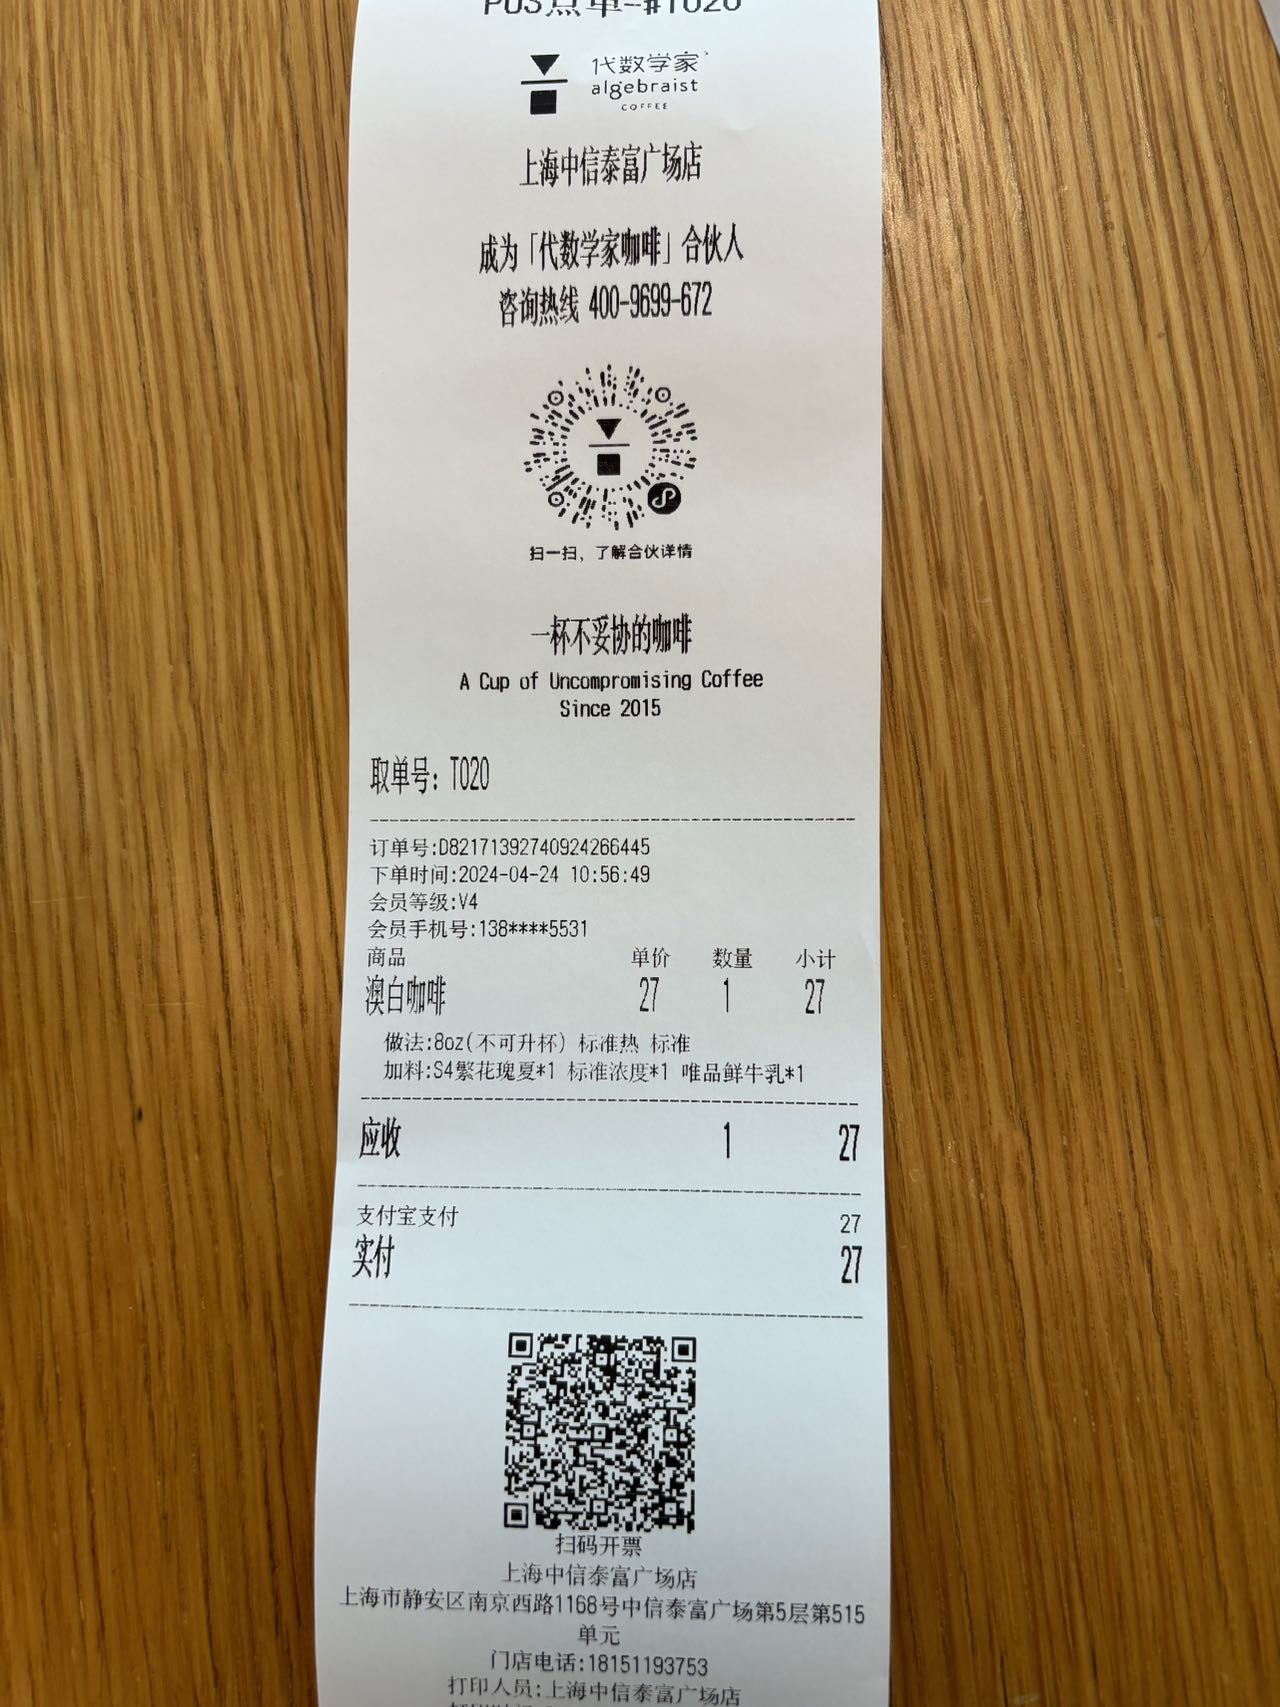 POS点单-#T020
代数学家
algebraist
COFFEE
上海中信泰富广场店
成为「代数学家咖啡」合伙人
咨询热线 400-9699-672
扫一扫，了解合伙详情
一杯不妥协的咖啡
A Cup of Uncompromising Coffee
Since 2015
取单号: T020
订单号:D82171392740924266445
下单时间:2024-04-24 10:56:49
会员等级:V4
会员手机号:138****5531
商品 单价 数量 小计
澳白咖啡 27 1 27
做法:8oz(不可升杯) 标准热 标准
加料:S4繁花瑰夏*1 标准浓度*1 唯品鲜牛乳*1
应收 1 27
支付宝支付 27
实付 27
扫码开票
上海中信泰富广场店
上海市静安区南京西路1168号中信泰富广场第5层第515
单元
门店电话:18151193753
打印人员:上海中信泰富广场店